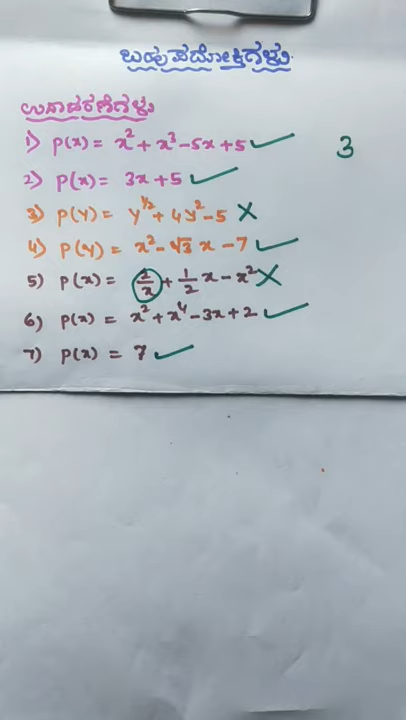 ಬಹುಪದೋಕ್ತಿಗಳು
ಉದಾಹರಣೆಗಳು
1) P(x) = x² + x³ - 5x + 5 ✓ 3
2) P(x) = 3x + 5 ✓
3) P(y) = y^1/2 + 4y² - 5 ✗
4) P(y) = x² - √3 x - 7 ✓
5) P(x) = 2/x + 1/2 x - x² ✗
6) P(x) = x² + x⁴ - 3x + 2 ✓
7) P(x) = 7 ✓